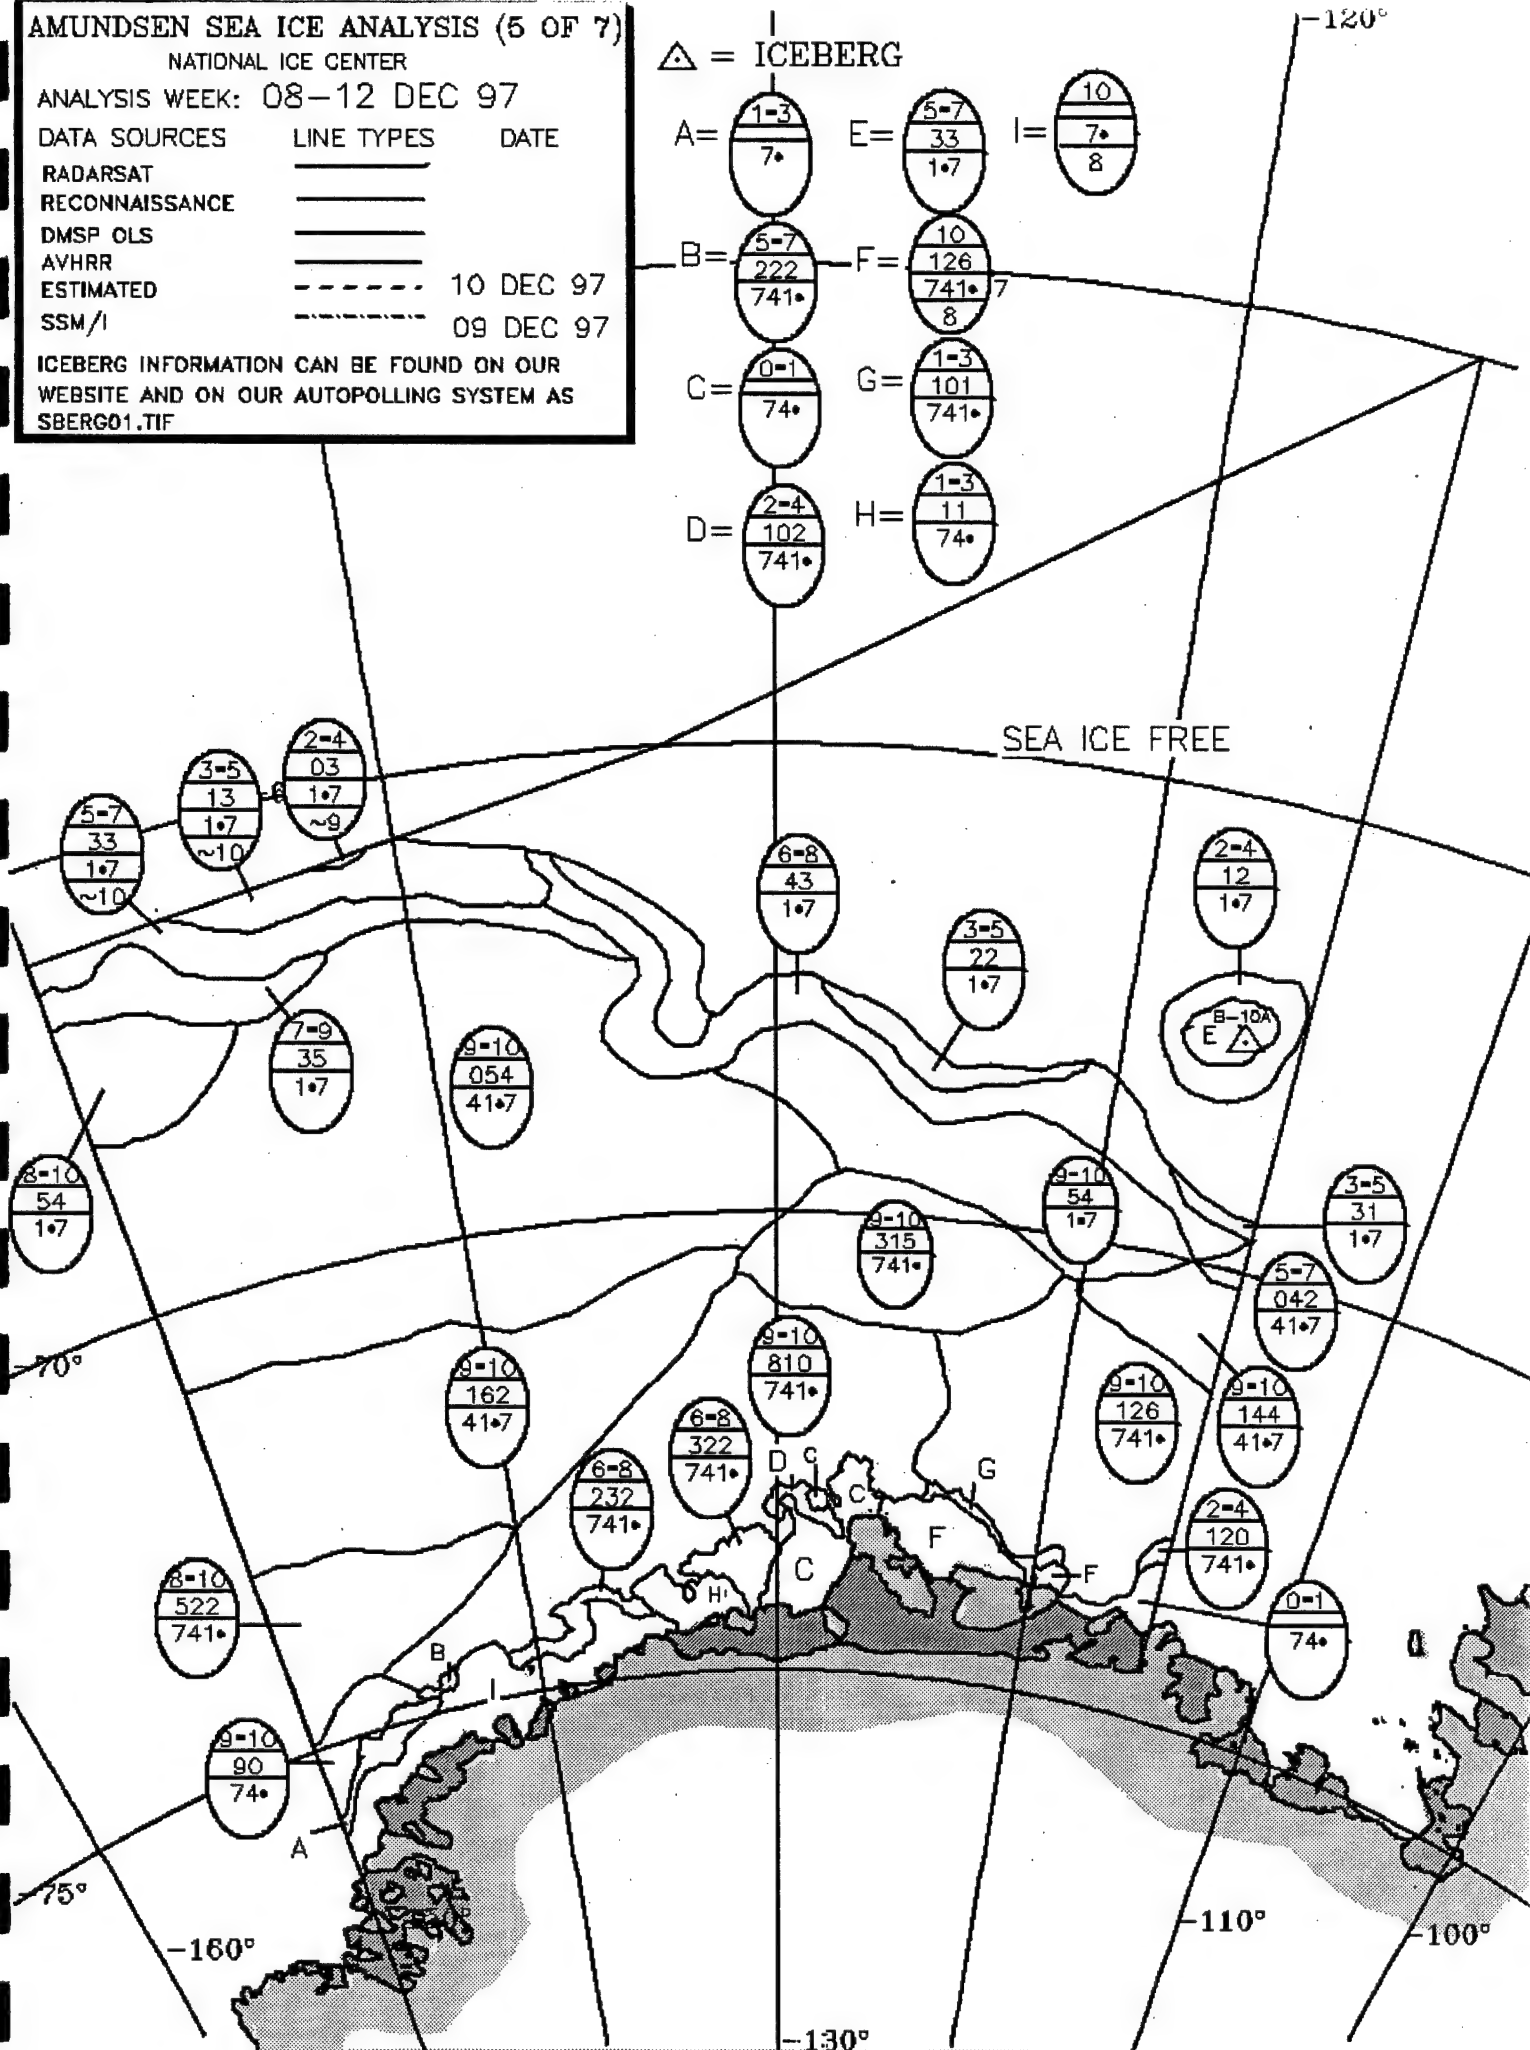 AMUNDSEN SEA ICE ANALYSIS (5 OF 7)
NATIONAL ICE CENTER
ANALYSIS WEEK: 08-12 DEC 97
DATA SOURCES LINE TYPES DATE
RADARSAT
RECONNAISSANCE
DMSP OLS
AVHRR
ESTIMATED 10 DEC 97
SSM/I 09 DEC 97
ICEBERG INFORMATION CAN BE FOUND ON OUR
WEBSITE AND ON OUR AUTOPOLLING SYSTEM AS
SBERG01.TIF
= ICEBERG
-120°
A=
1-3
7•
E=
5-7
33
1•7
I=
10
7•
8
B=
5-7
222
741•
F=
10
126
741• 7
8
C=
0-1
74•
G=
1-3
101
741•
D=
2-4
102
741•
H=
1-3
11
74•
SEA ICE FREE
2-4
03
1•7
~9
3-5
13
1•7
~10
6
5-7
33
1•7
~10
6-8
43
1•7
2-4
12
1•7
3-5
22
1•7
B-10A
E
7-9
35
1•7
9-10
054
41•7
8-10
54
1•7
9-10
54
1•7
3-5
31
1•7
9-10
315
741•
5-7
042
41•7
-70°
9-10
162
41•7
9-10
810
741•
9-10
126
741•
9-10
144
41•7
6-8
322
741•
6-8
232
741•
D
C
C
G
F
2-4
120
741•
8-10
522
741•
H
C
F
0-1
74•
B
I
9-10
90
74•
A
-75°
-160°
-110°
-100°
-130°